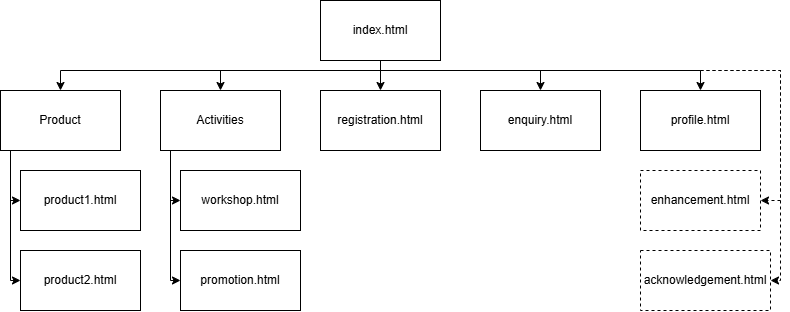 index.html
Product
Activities
registration.html
enquiry.html
profile.html
product1.html
workshop.html
enhancement.html
product2.html
promotion.html
acknowledgement.html